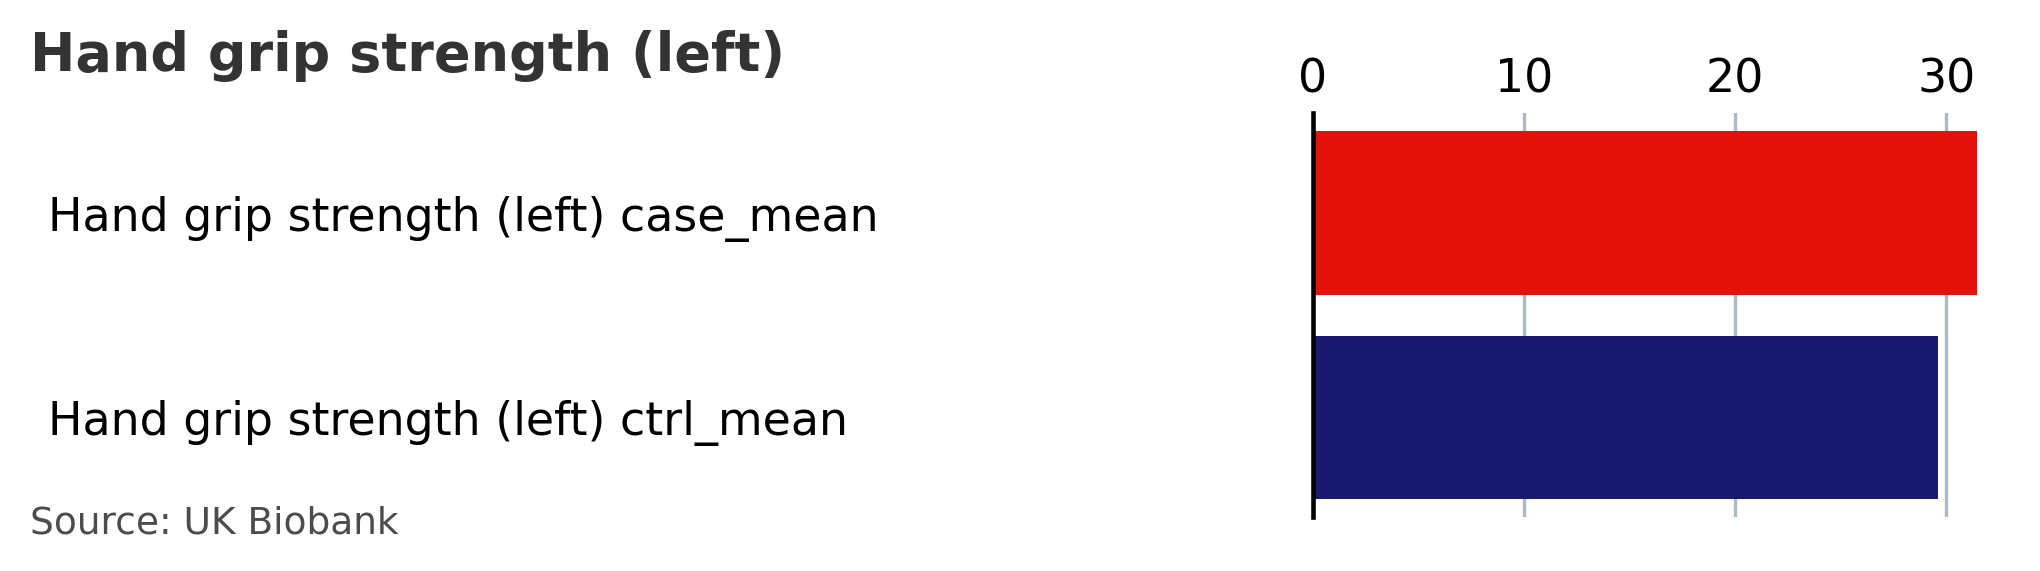 Hand grip strength (left)
0 10 20 30
Hand grip strength (left) case_mean
Hand grip strength (left) ctrl_mean
Source: UK Biobank